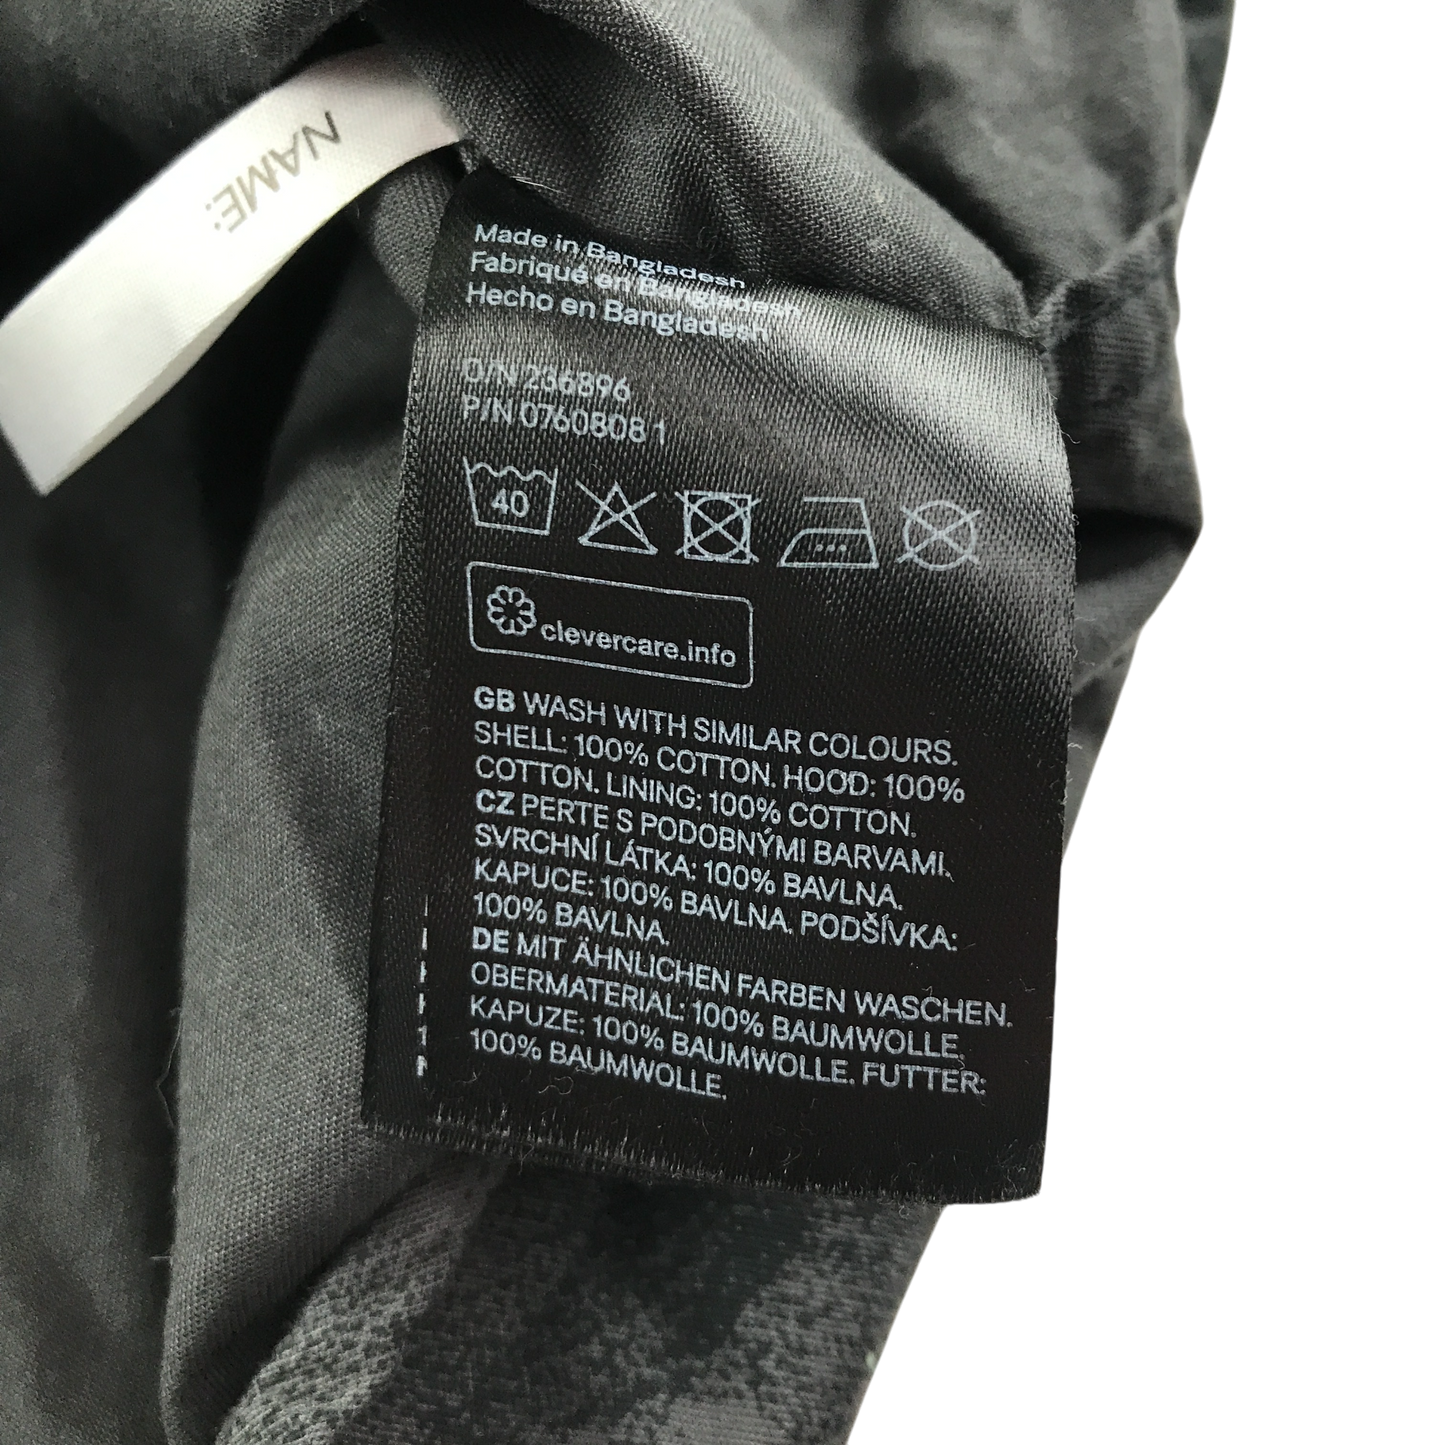 NAME:
Made in Bangladesh
Fabriqué en Bangladesh
Hecho en Bangladesh
O/N 236896
P/N 0760808 1
40
clevercare.info
GB WASH WITH SIMILAR COLOURS.
SHELL: 100% COTTON. HOOD: 100%
COTTON. LINING: 100% COTTON.
CZ PERTE S PODOBNÝMI BARVAMI.
SVRCHNÍ LÁTKA: 100% BAVLNA.
KAPUCE: 100% BAVLNA. PODŠÍVKA:
100% BAVLNA.
DE MIT ÄHNLICHEN FARBEN WASCHEN.
OBERMATERIAL: 100% BAUMWOLLE.
KAPUZE: 100% BAUMWOLLE. FUTTER:
100% BAUMWOLLE.